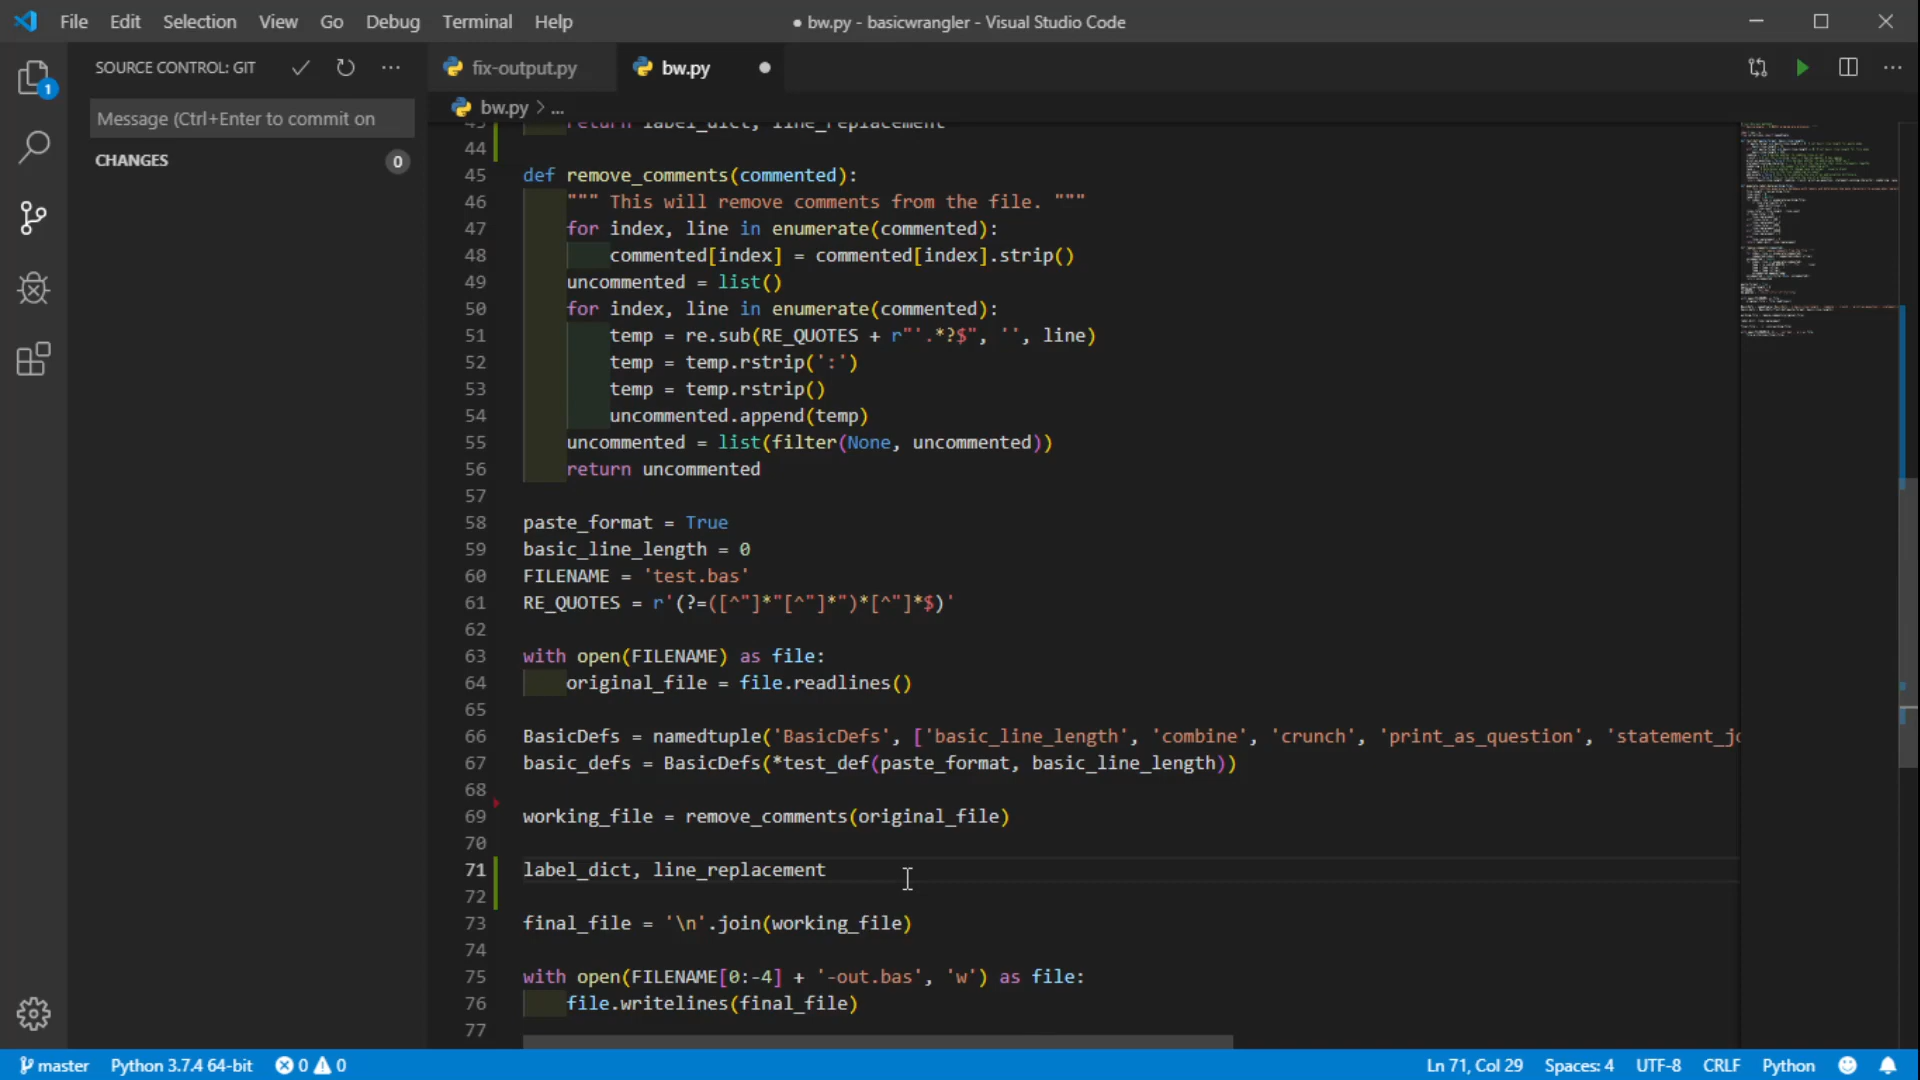 File Edit Selection View Go Debug Terminal Help
● bw.py - basicwrangler - Visual Studio Code
SOURCE CONTROL: GIT
fix-output.py
bw.py
1
Message (Ctrl+Enter to commit on
bw.py > ...
CHANGES 0
43 return label_dict, line_replacement
44
45 def remove_comments(commented):
46 """ This will remove comments from the file. """
47 for index, line in enumerate(commented):
48 commented[index] = commented[index].strip()
49 uncommented = list()
50 for index, line in enumerate(commented):
51 temp = re.sub(RE_QUOTES + r"'.*?$", '', line)
52 temp = temp.rstrip(':')
53 temp = temp.rstrip()
54 uncommented.append(temp)
55 uncommented = list(filter(None, uncommented))
56 return uncommented
57
58 paste_format = True
59 basic_line_length = 0
60 FILENAME = 'test.bas'
61 RE_QUOTES = r'(?=([^"]*"[^"]*")*[^"]*$)'
62
63 with open(FILENAME) as file:
64 original_file = file.readlines()
65
66 BasicDefs = namedtuple('BasicDefs', ['basic_line_length', 'combine', 'crunch', 'print_as_question', 'statement_jo
67 basic_defs = BasicDefs(*test_def(paste_format, basic_line_length))
68
69 working_file = remove_comments(original_file)
70
71 label_dict, line_replacement
72
73 final_file = '\n'.join(working_file)
74
75 with open(FILENAME[0:-4] + '-out.bas', 'w') as file:
76 file.writelines(final_file)
77
master Python 3.7.4 64-bit 0 0 Ln 71, Col 29 Spaces: 4 UTF-8 CRLF Python